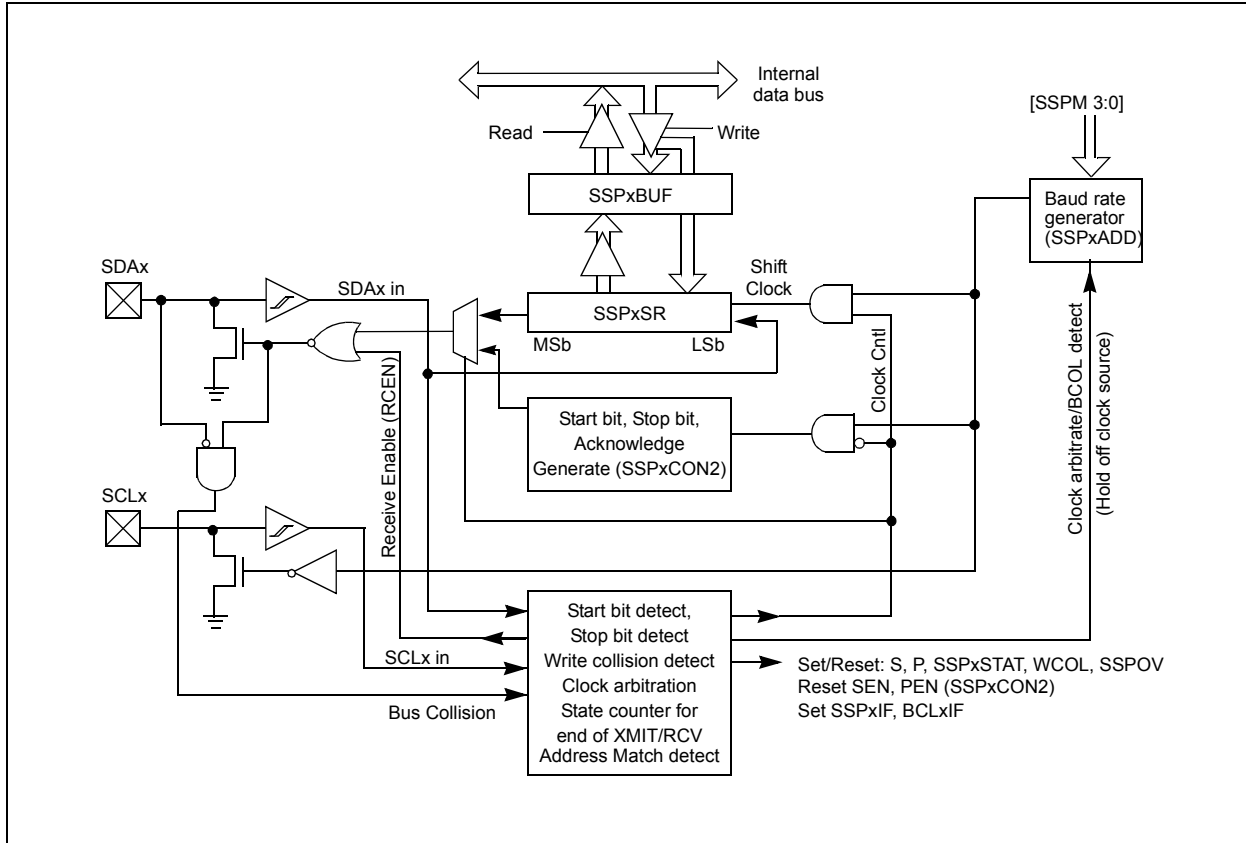 Internal
data bus
[SSPM 3:0]
Read
Write
SSPxBUF
Baud rate
generator
(SSPxADD)
SDAx
SDAx in
Shift
Clock
SSPxSR
MSb
LSb
Receive Enable (RCEN)
Clock Cntl
Clock arbitrate/BCOL detect
(Hold off clock source)
Start bit, Stop bit,
Acknowledge
Generate (SSPxCON2)
SCLx
SCLx in
Bus Collision
Start bit detect,
Stop bit detect
Write collision detect
Clock arbitration
State counter for
end of XMIT/RCV
Address Match detect
Set/Reset: S, P, SSPxSTAT, WCOL, SSPOV
Reset SEN, PEN (SSPxCON2)
Set SSPxIF, BCLxIF